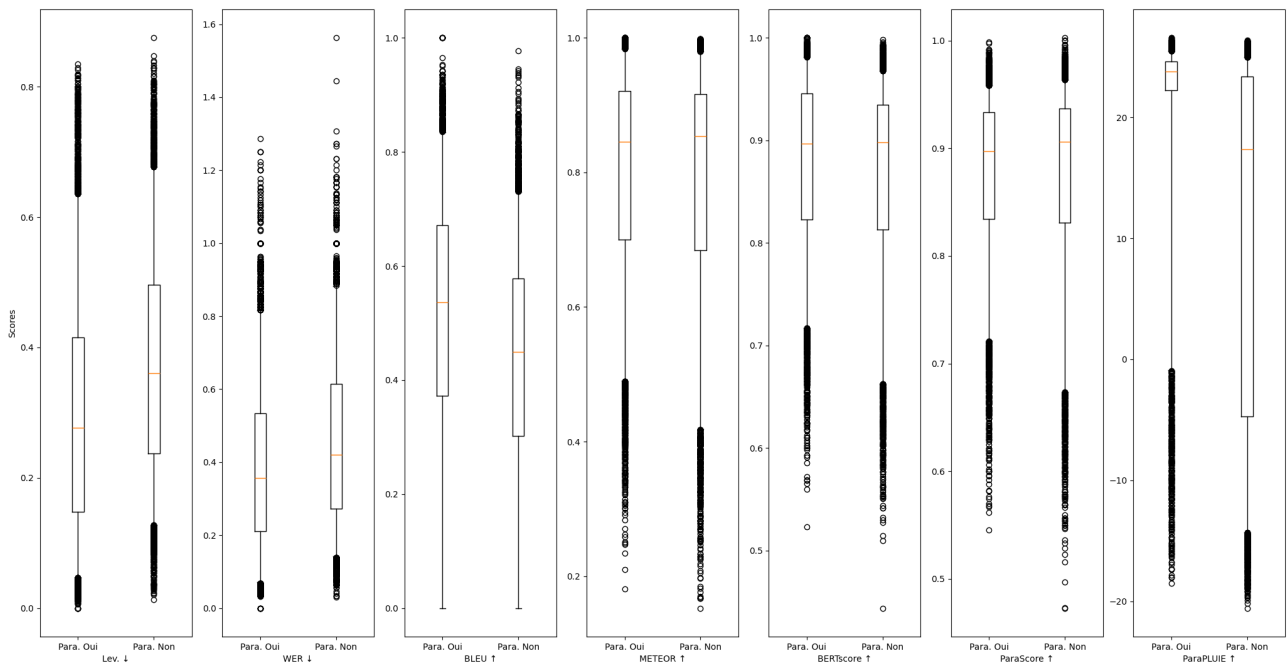 Scores
0.8
0.6
0.4
0.2
0.0
Para. Oui
Para. Non
Lev. ↓
1.6
1.4
1.2
1.0
0.8
0.6
0.4
0.2
0.0
Para. Oui
Para. Non
WER ↓
1.0
0.8
0.6
0.4
0.2
0.0
Para. Oui
Para. Non
BLEU ↑
1.0
0.8
0.6
0.4
0.2
Para. Oui
Para. Non
METEOR ↑
1.0
0.9
0.8
0.7
0.6
0.5
Para. Oui
Para. Non
BERTscore ↑
1.0
0.9
0.8
0.7
0.6
0.5
Para. Oui
Para. Non
ParaScore ↑
20
10
0
−10
−20
Para. Oui
Para. Non
ParaPLUIE ↑